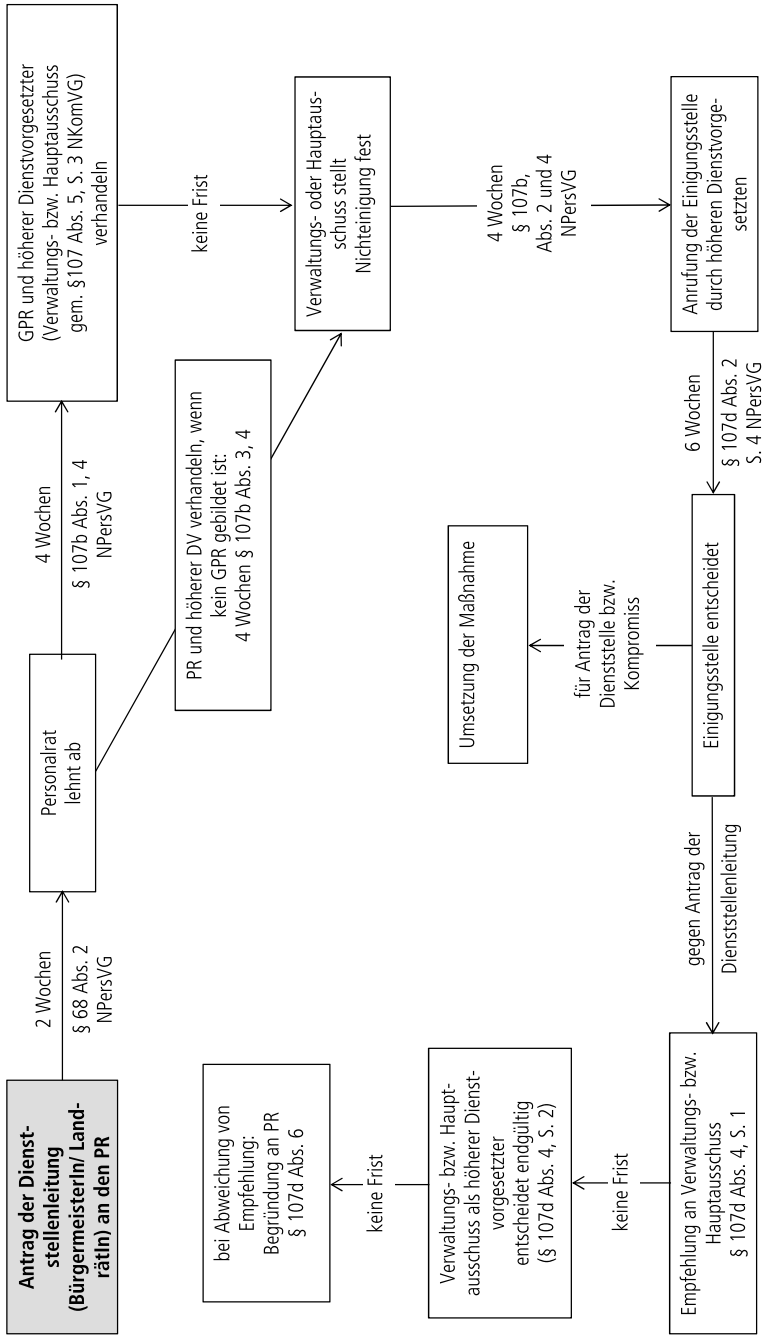 Antrag der Dienst-
stellenleitung
(BürgermeisterIn/ Land-
rätIn) an den PR
2 Wochen
§ 68 Abs. 2
NPersVG
Personalrat
lehnt ab
4 Wochen
§ 107b Abs. 1, 4
NPersVG
GPR und höherer Dienstvorgesetzter
(Verwaltungs- bzw. Hauptausschuss
gem. §107 Abs. 5, S. 3 NKomVG)
verhandeln
keine Frist
PR und höherer DV verhandeln, wenn
kein GPR gebildet ist:
4 Wochen § 107b Abs. 3, 4
Verwaltungs- oder Hauptaus-
schuss stellt
Nichteinigung fest
4 Wochen
§ 107b,
Abs. 2 und 4
NPersVG
Anrufung der Einigungsstelle
durch höheren Dienstvorge-
setzten
6 Wochen
§ 107d Abs. 2
S. 4 NPersVG
Einigungsstelle entscheidet
für Antrag der
Dienststelle bzw.
Kompromiss
Umsetzung der Maßnahme
gegen Antrag der
Dienststellenleitung
Empfehlung an Verwaltungs- bzw.
Hauptausschuss
§ 107d Abs. 4, S. 1
keine Frist
Verwaltungs- bzw. Haupt-
ausschuss als höherer Dienst-
vorgesetzter
entscheidet endgültig
(§ 107d Abs. 4, S. 2)
keine Frist
bei Abweichung von
Empfehlung:
Begründung an PR
§ 107d Abs. 6